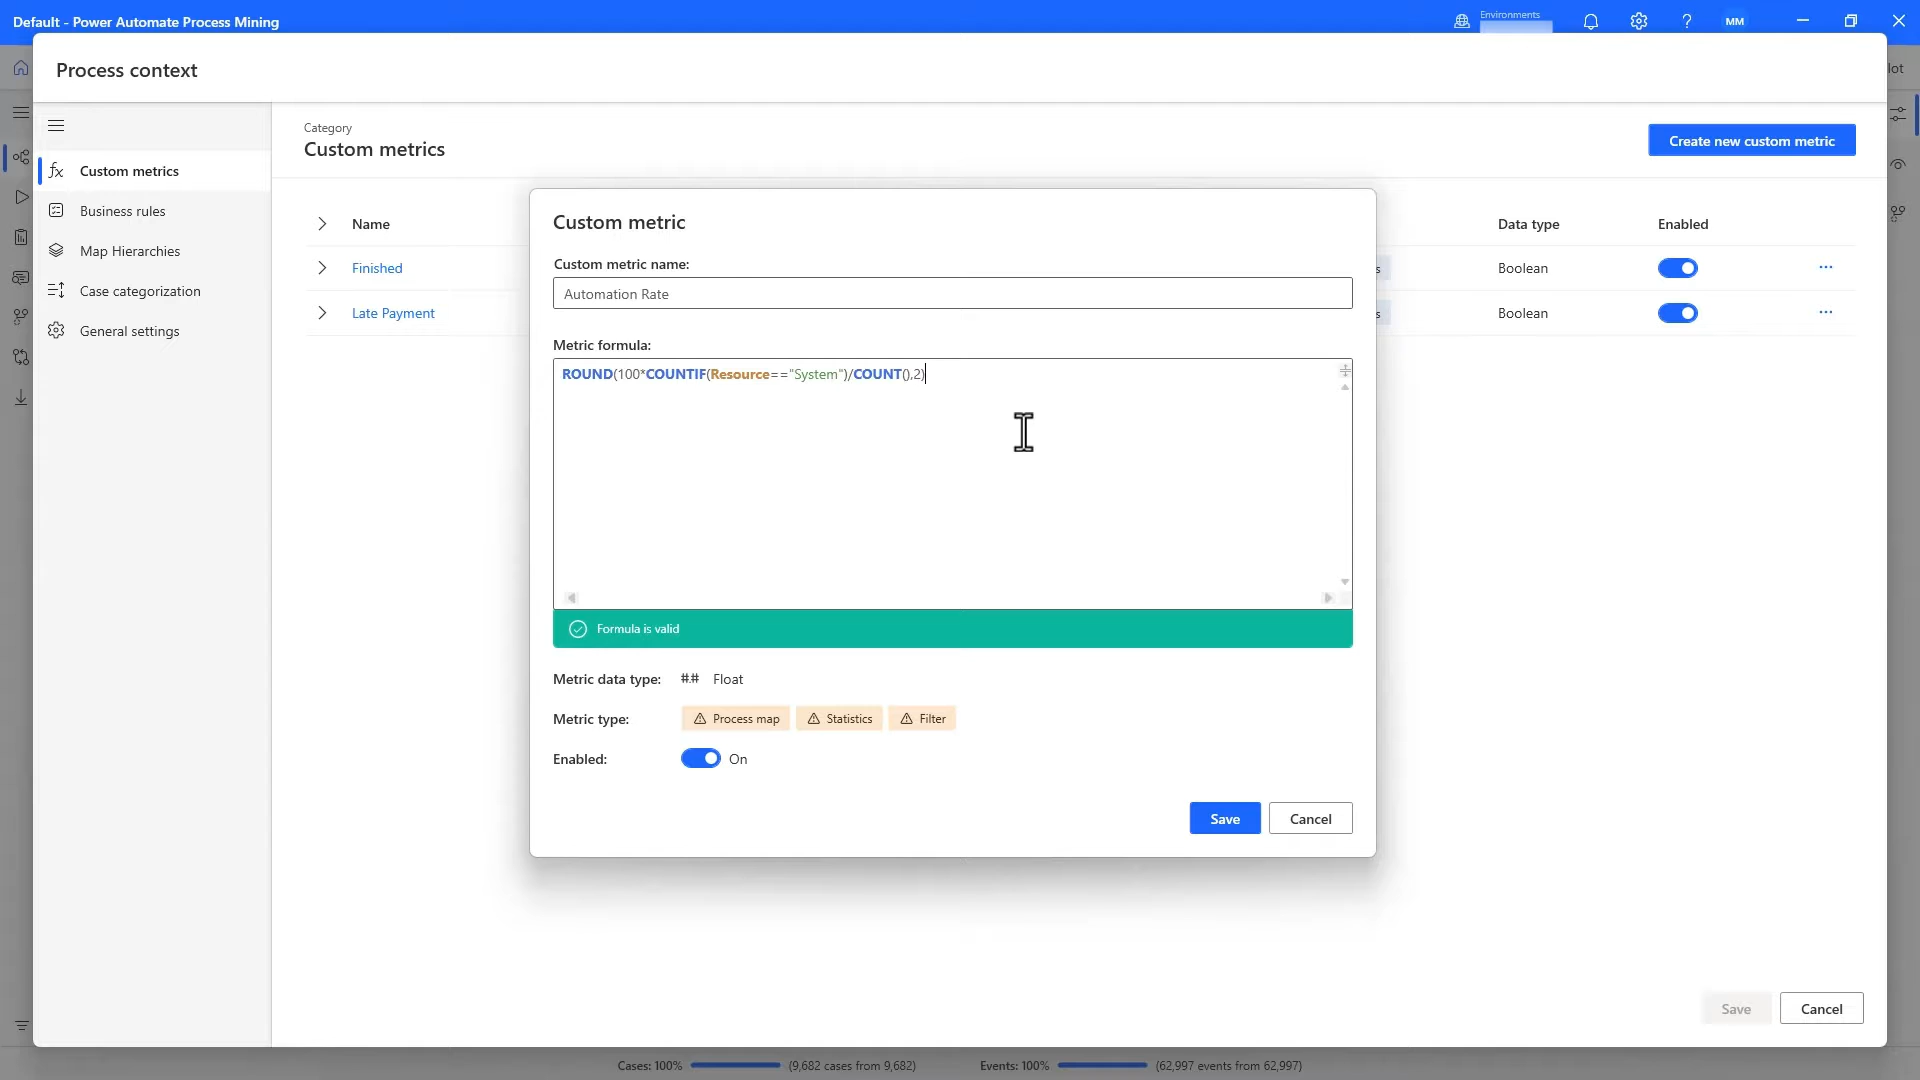 Default - Power Automate Process Mining
Environments
MM
Process context
lot
Custom metrics
Business rules
Map Hierarchies
Case categorization
General settings
Category
Custom metrics
Create new custom metric
Name
Data type
Enabled
Finished
s
Boolean
Late Payment
s
Boolean
Custom metric
Custom metric name:
Automation Rate
Metric formula:
ROUND(100*COUNTIF(Resource=="System")/COUNT(),2)
Formula is valid
Metric data type: ## Float
Metric type: Process map Statistics Filter
Enabled: On
Save Cancel
Save Cancel
Cases: 100% (9,682 cases from 9,682) Events: 100% (62,997 events from 62,997)